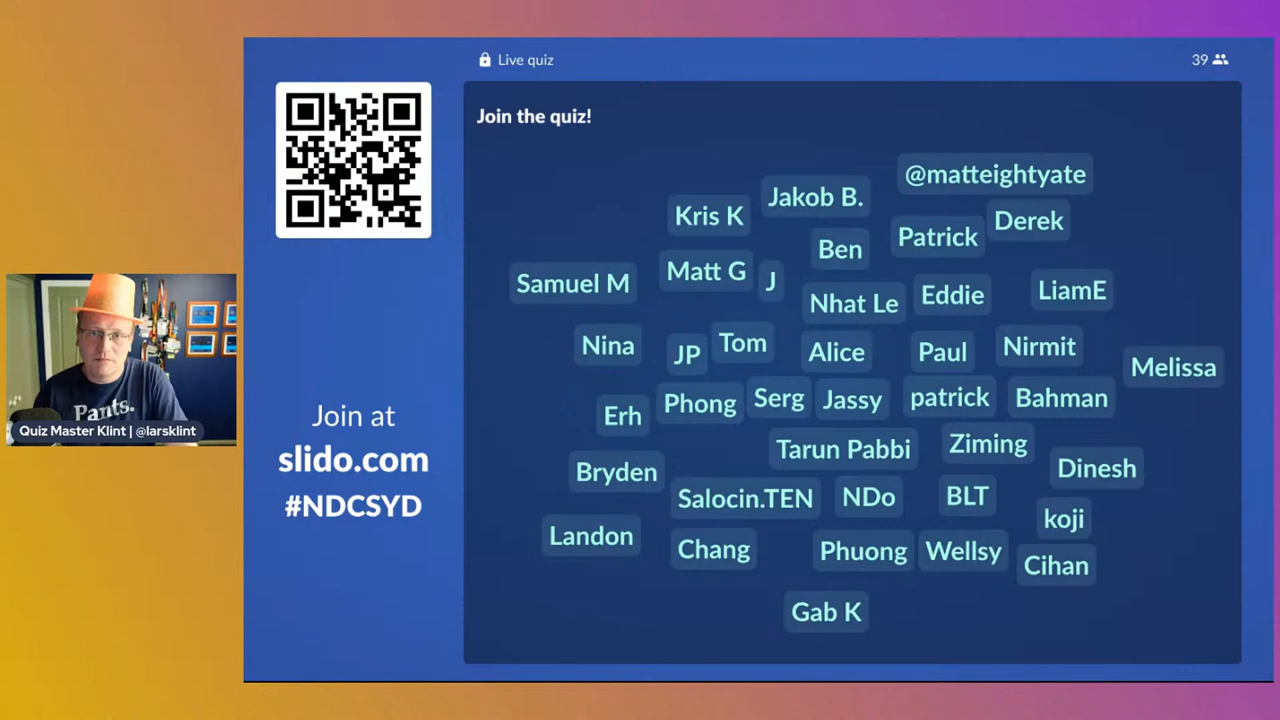 Live quiz
39
Join the quiz!
@matteightyate
Jakob B.
Kris K
Derek
Patrick
Ben
Matt G
J
Samuel M
LiamE
Eddie
Nhat Le
Nina
JP
Tom
Alice
Paul
Nirmit
Melissa
Erh
Phong
Serg
Jassy
patrick
Bahman
Tarun Pabbi
Ziming
Dinesh
Bryden
Salocin.TEN
NDo
BLT
koji
Landon
Chang
Phuong
Wellsy
Cihan
Gab K
Join at
slido.com
#NDCSYD
Pants.
Quiz Master Klint | @larsklint